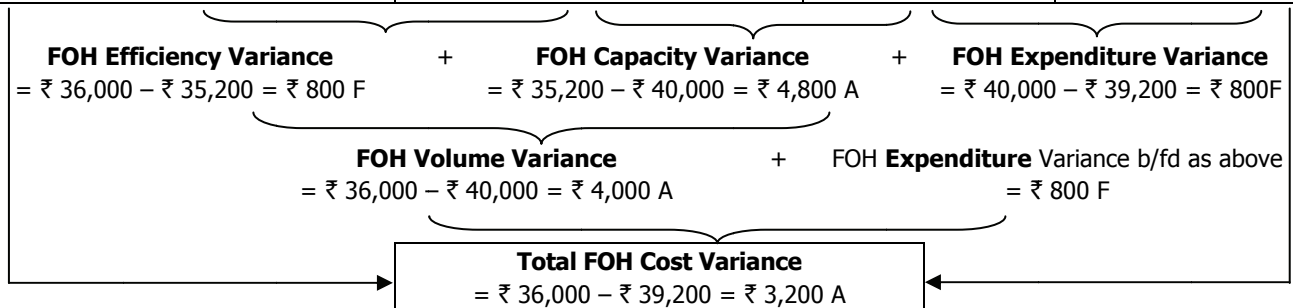 FOH Efficiency Variance + FOH Capacity Variance + FOH Expenditure Variance
= ₹ 36,000 – ₹ 35,200 = ₹ 800 F = ₹ 35,200 – ₹ 40,000 = ₹ 4,800 A = ₹ 40,000 – ₹ 39,200 = ₹ 800F
FOH Volume Variance + FOH Expenditure Variance b/fd as above
= ₹ 36,000 – ₹ 40,000 = ₹ 4,000 A = ₹ 800 F
Total FOH Cost Variance
= ₹ 36,000 – ₹ 39,200 = ₹ 3,200 A